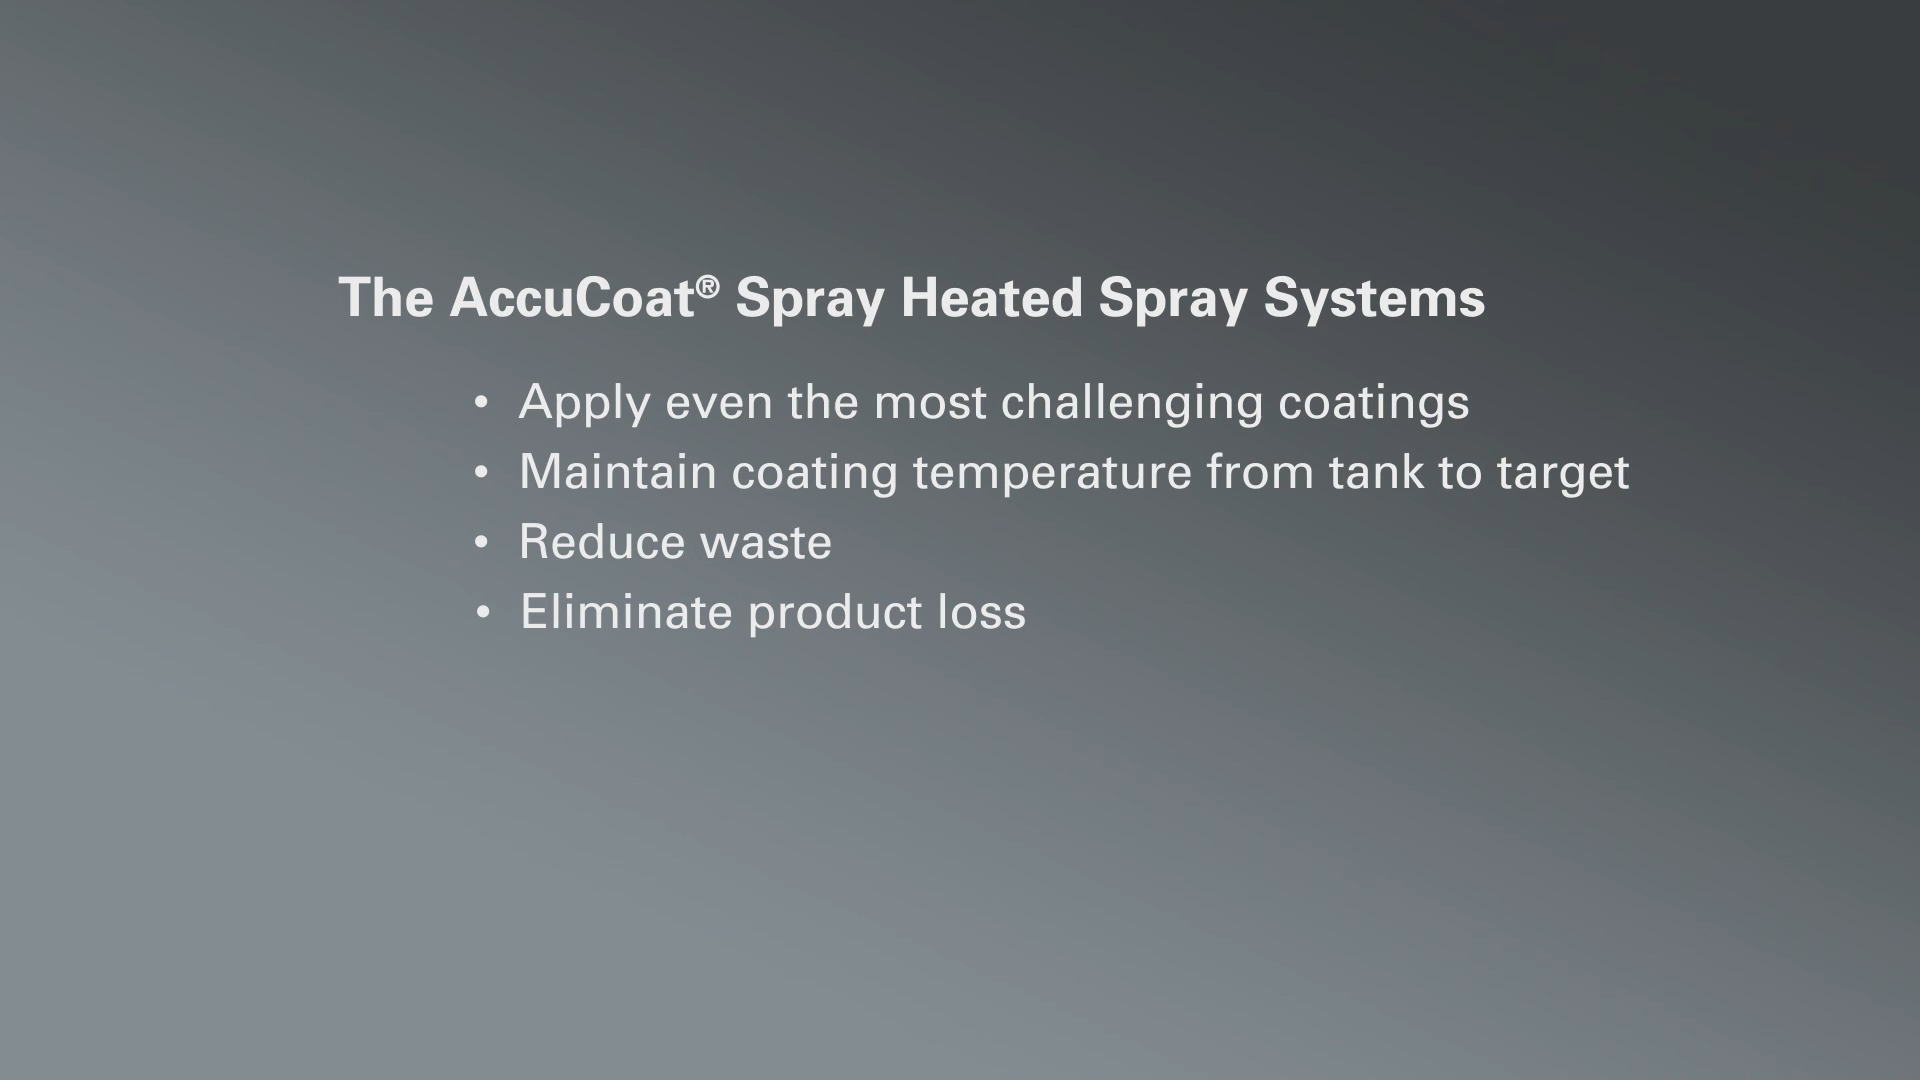 The AccuCoat® Spray Heated Spray Systems
• Apply even the most challenging coatings
• Maintain coating temperature from tank to target
• Reduce waste
• Eliminate product loss